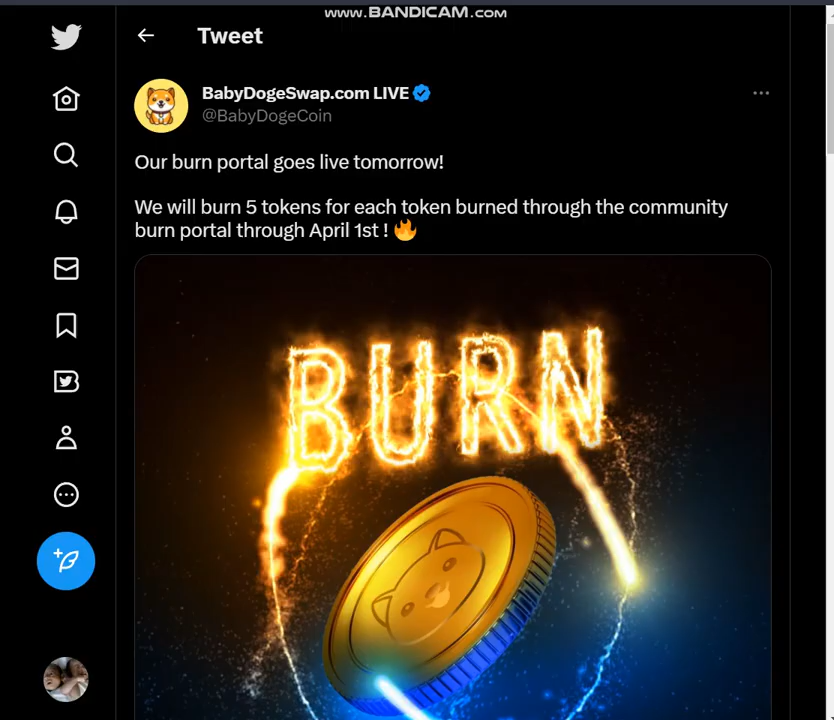 www.BANDICAM.com
Tweet
BabyDogeSwap.com LIVE
@BabyDogeCoin
Our burn portal goes live tomorrow!
We will burn 5 tokens for each token burned through the community
burn portal through April 1st ! 🔥
BURN